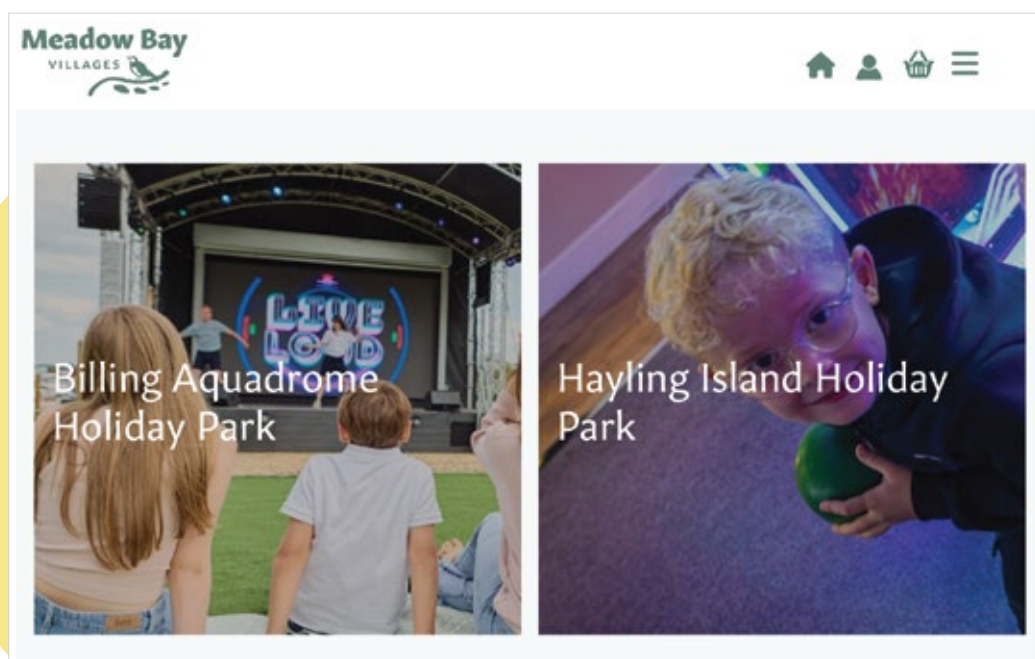 Meadow Bay
VILLAGES
LIVE
LOUD
Billing Aquadrome
Holiday Park
Hayling Island Holiday
Park